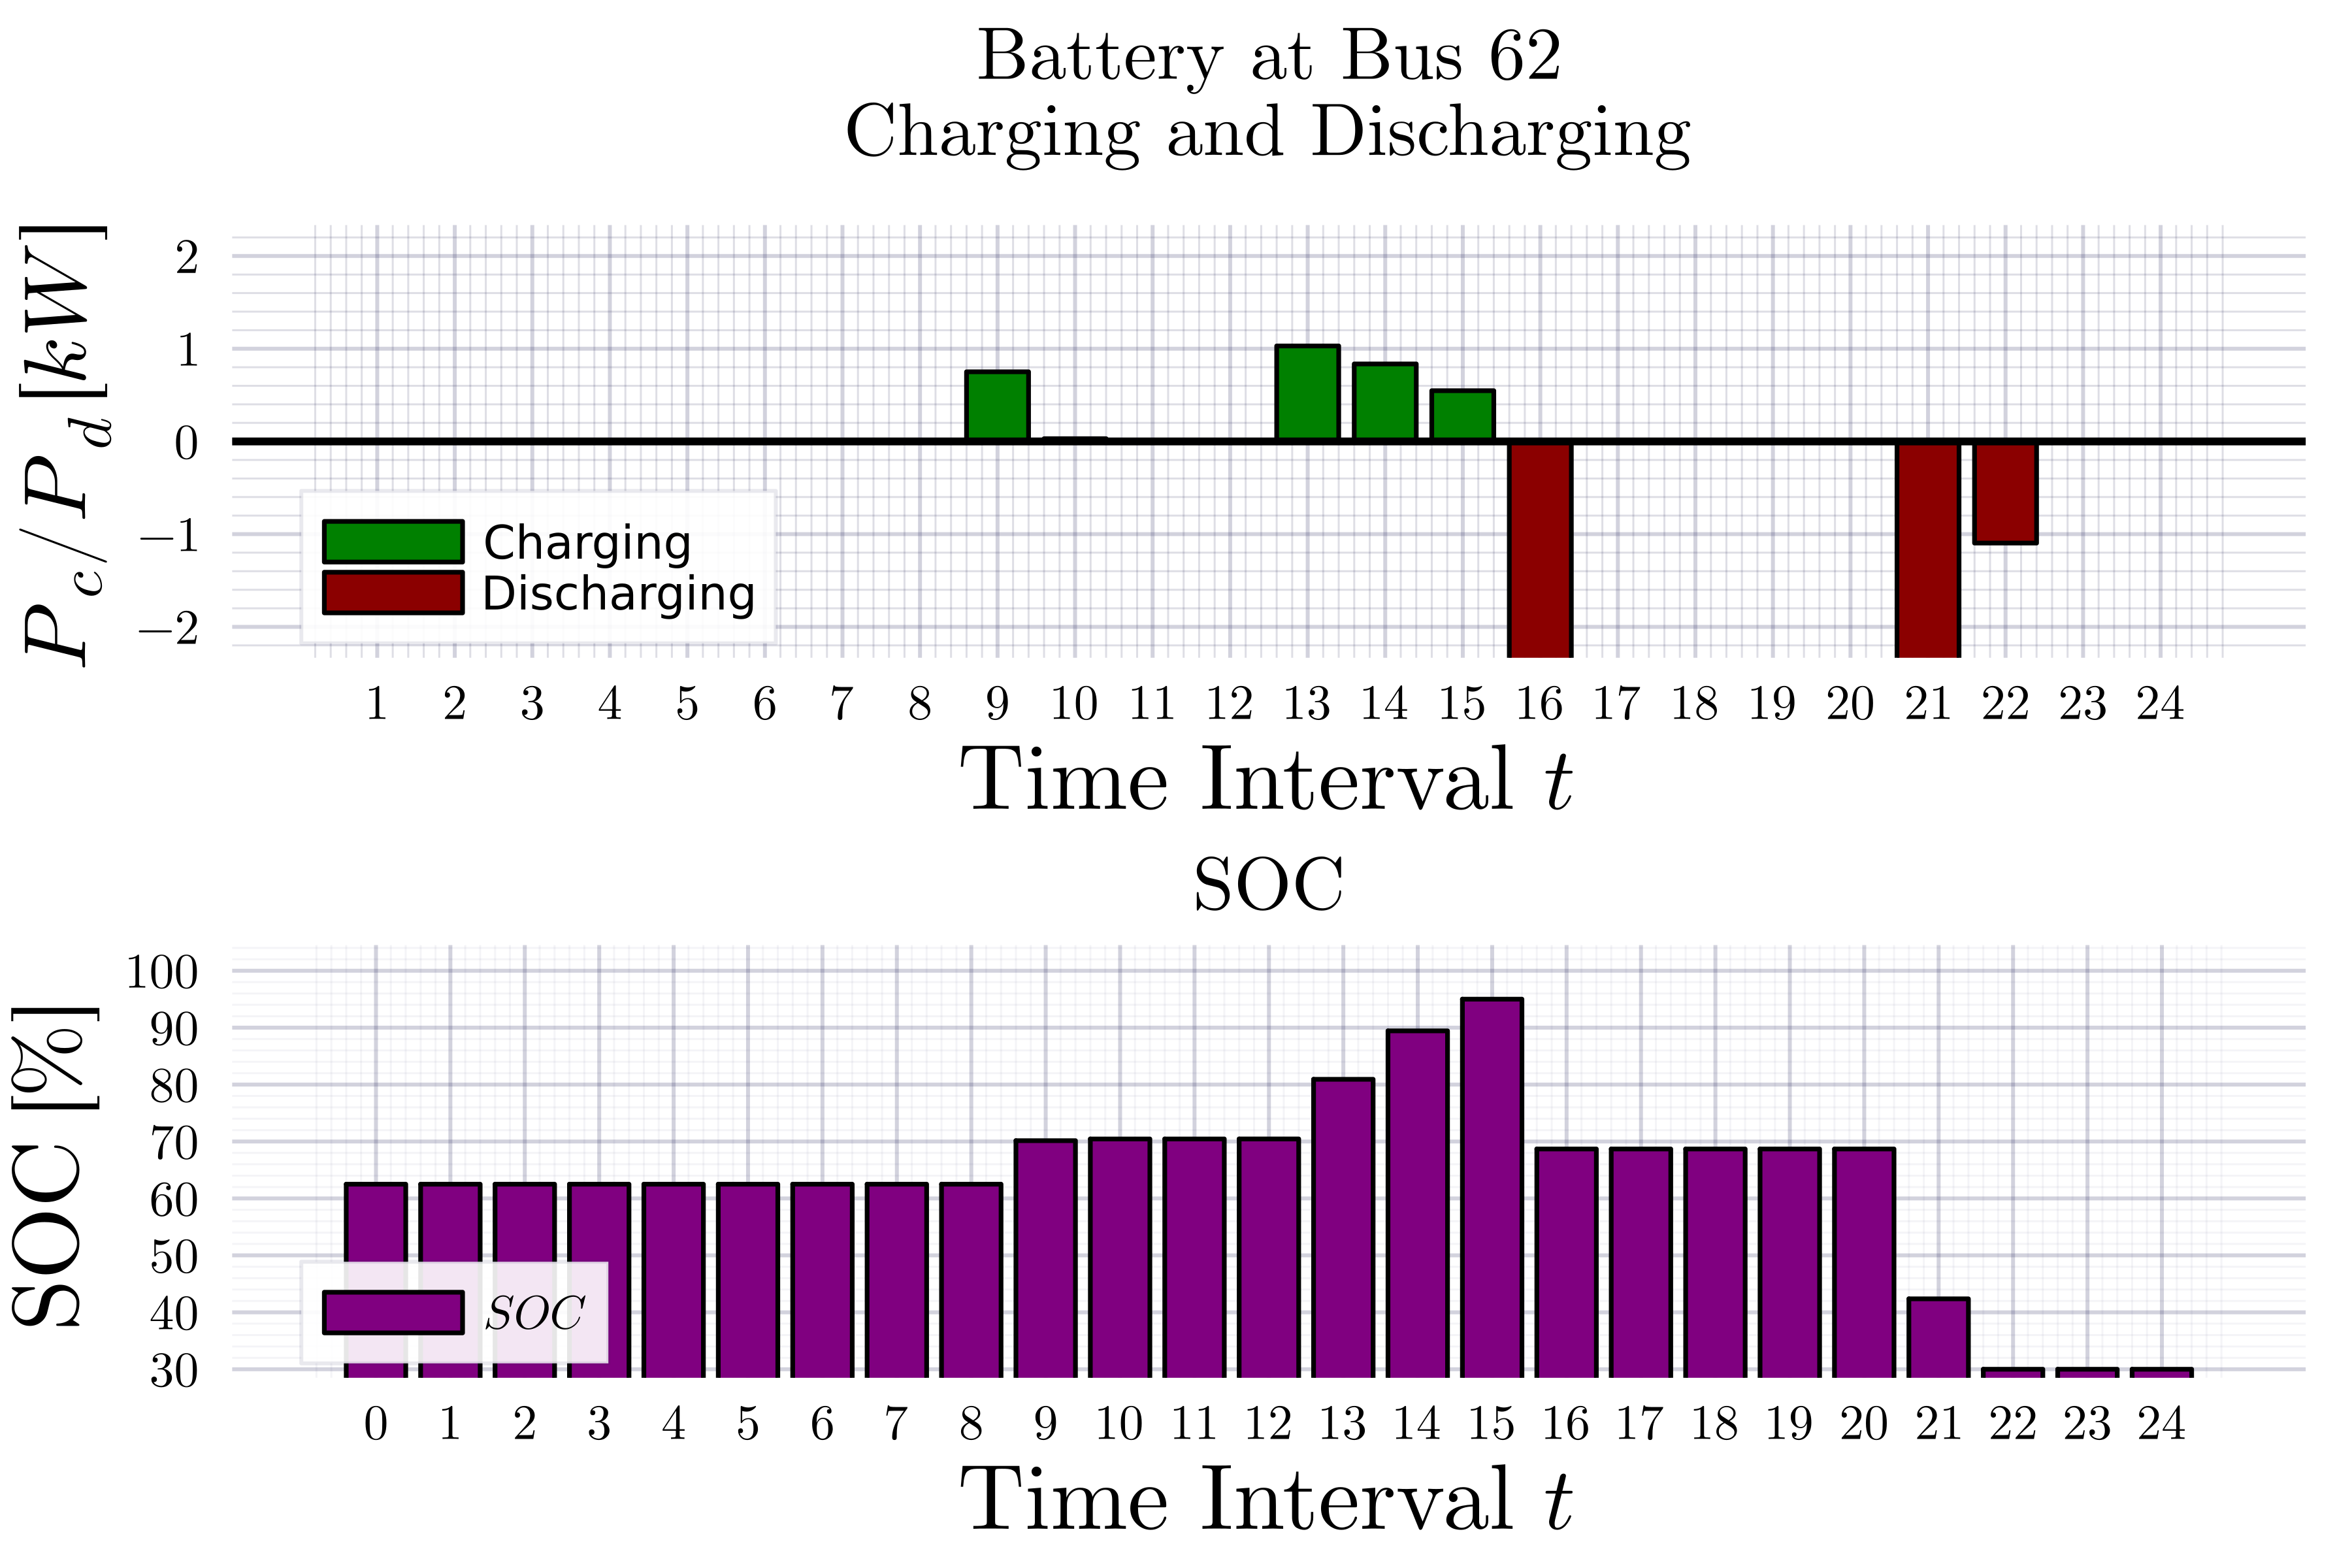 Battery at Bus 62
Charging and Discharging
P_c/P_d [kW]
2
1
0
−1
−2
Charging
Discharging
1 2 3 4 5 6 7 8 9 10 11 12 13 14 15 16 17 18 19 20 21 22 23 24
Time Interval t
SOC
SOC [%]
100
90
80
70
60
50
40
30
SOC
0 1 2 3 4 5 6 7 8 9 10 11 12 13 14 15 16 17 18 19 20 21 22 23 24
Time Interval t